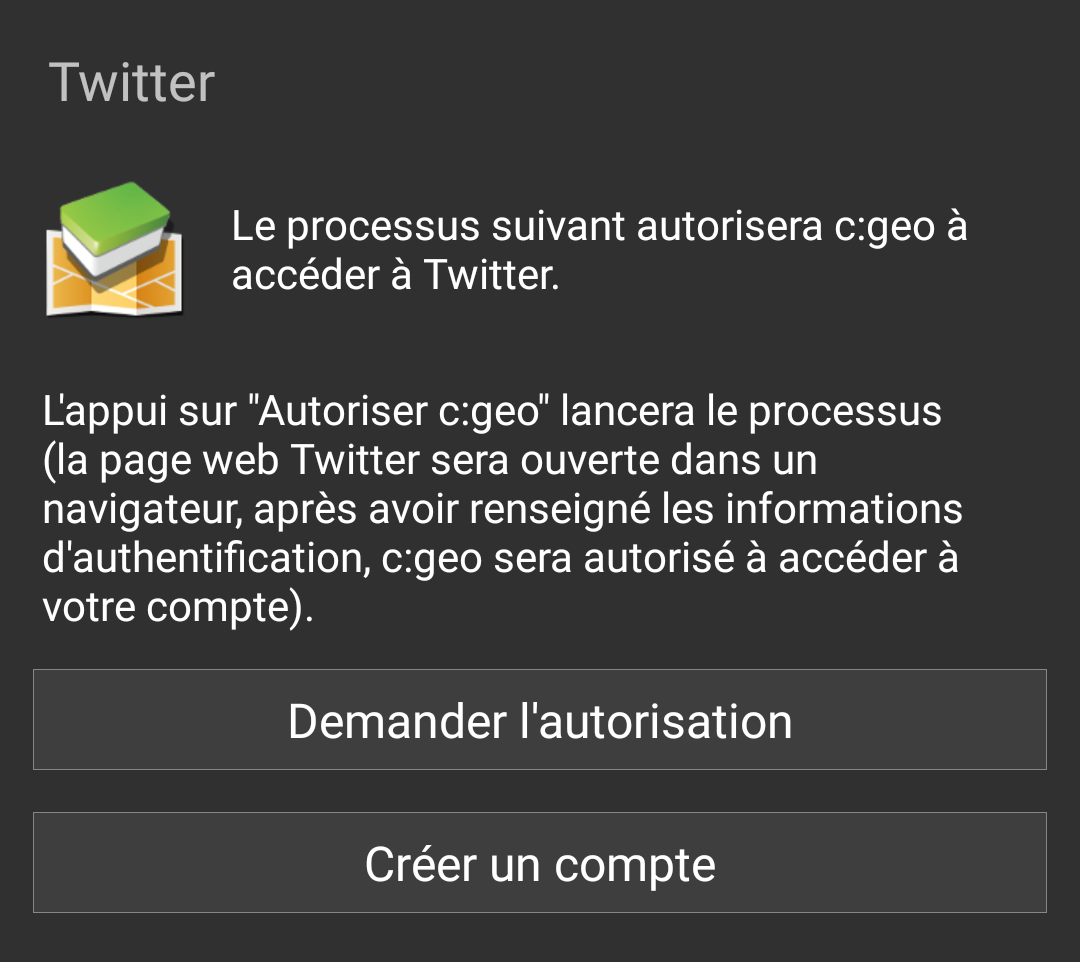 Twitter
Le processus suivant autorisera c:geo à
accéder à Twitter.
L'appui sur "Autoriser c:geo" lancera le processus
(la page web Twitter sera ouverte dans un
navigateur, après avoir renseigné les informations
d'authentification, c:geo sera autorisé à accéder à
votre compte).
Demander l'autorisation
Créer un compte